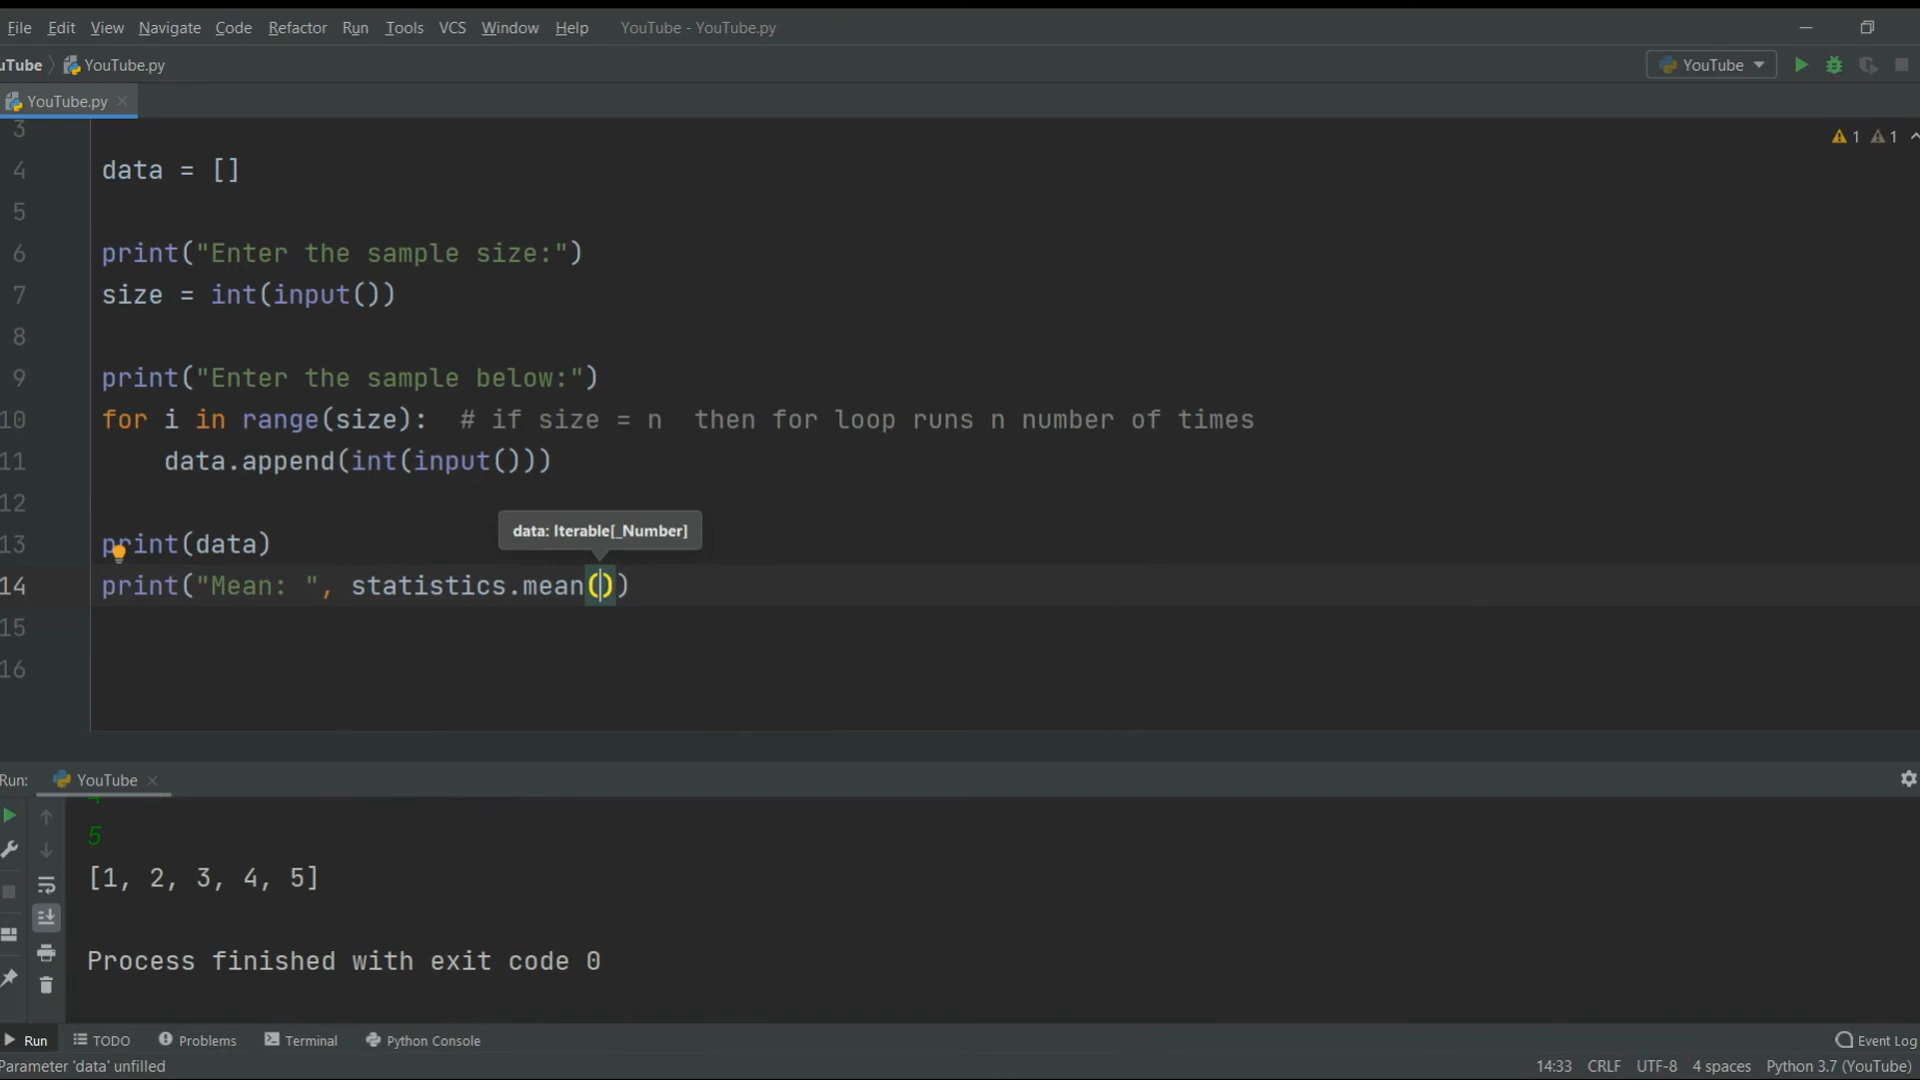 File Edit View Navigate Code Refactor Run Tools VCS Window Help YouTube - YouTube.py
uTube YouTube.py YouTube
YouTube.py
3
1 1
4 data = []
5
6 print("Enter the sample size:")
7 size = int(input())
8
9 print("Enter the sample below:")
10 for i in range(size): # if size = n then for loop runs n number of times
11 data.append(int(input()))
12
data: Iterable[_Number]
13 print(data)
14 print("Mean: ", statistics.mean())
15
16
Run: YouTube
5
[1, 2, 3, 4, 5]
Process finished with exit code 0
Run TODO Problems Terminal Python Console Event Log
Parameter 'data' unfilled 14:33 CRLF UTF-8 4 spaces Python 3.7 (YouTube)